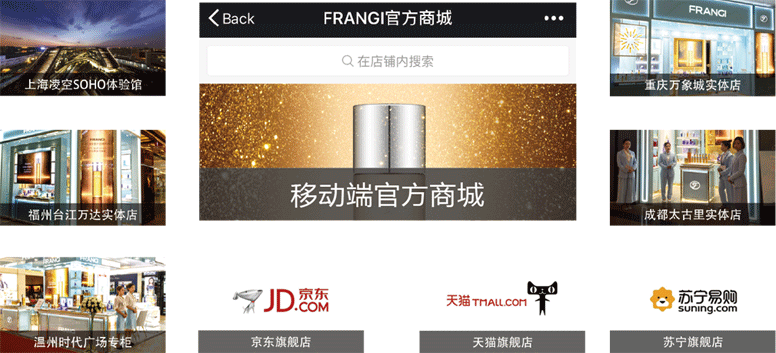 Back
FRANGI官方商城
在店铺内搜索
移动端官方商城
上海凌空SOHO体验馆
福州台江万达实体店
温州时代广场专柜
FRANGI
重庆万象城实体店
成都太古里实体店
JD.COM 京东
京东旗舰店
天猫 TMALL.COM
天猫旗舰店
苏宁易购
suning.com
苏宁旗舰店